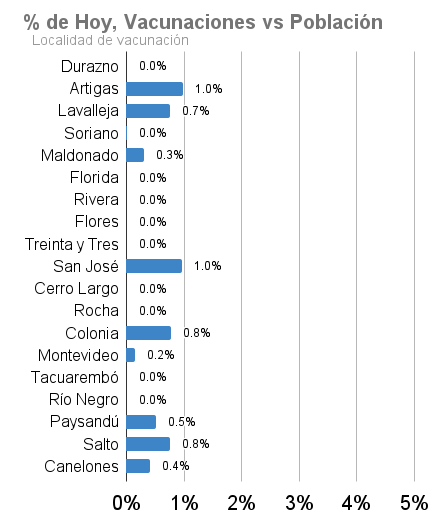 % de Hoy, Vacunaciones vs Población
Localidad de vacunación
Durazno 0.0%
Artigas 1.0%
Lavalleja 0.7%
Soriano 0.0%
Maldonado 0.3%
Florida 0.0%
Rivera 0.0%
Flores 0.0%
Treinta y Tres 0.0%
San José 1.0%
Cerro Largo 0.0%
Rocha 0.0%
Colonia 0.8%
Montevideo 0.2%
Tacuarembó 0.0%
Río Negro 0.0%
Paysandú 0.5%
Salto 0.8%
Canelones 0.4%
0% 1% 2% 3% 4% 5%